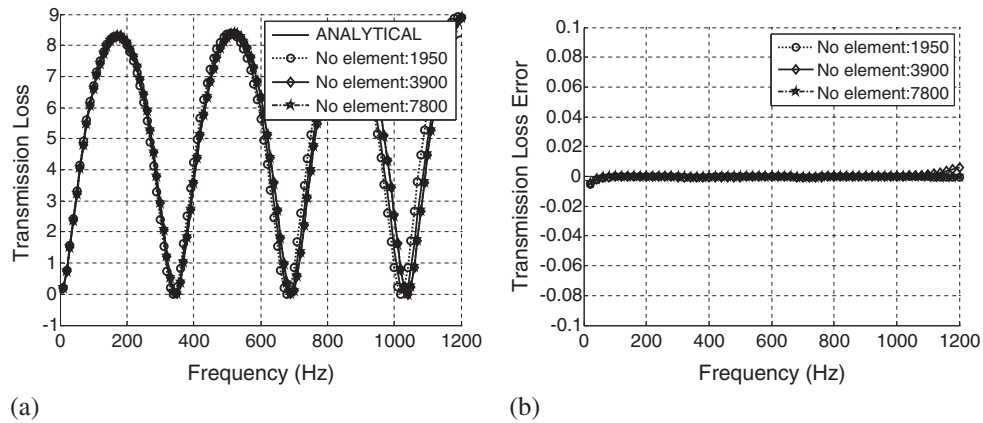 9
8
7
6
5
4
3
2
1
0
-1
Transmission Loss
ANALYTICAL
No element:1950
No element:3900
No element:7800
0 200 400 600 800 1000 1200
Frequency (Hz)
(a)
0.1
0.08
0.06
0.04
0.02
0
-0.02
-0.04
-0.06
-0.08
-0.1
Transmission Loss Error
No element:1950
No element:3900
No element:7800
0 200 400 600 800 1000 1200
Frequency (Hz)
(b)